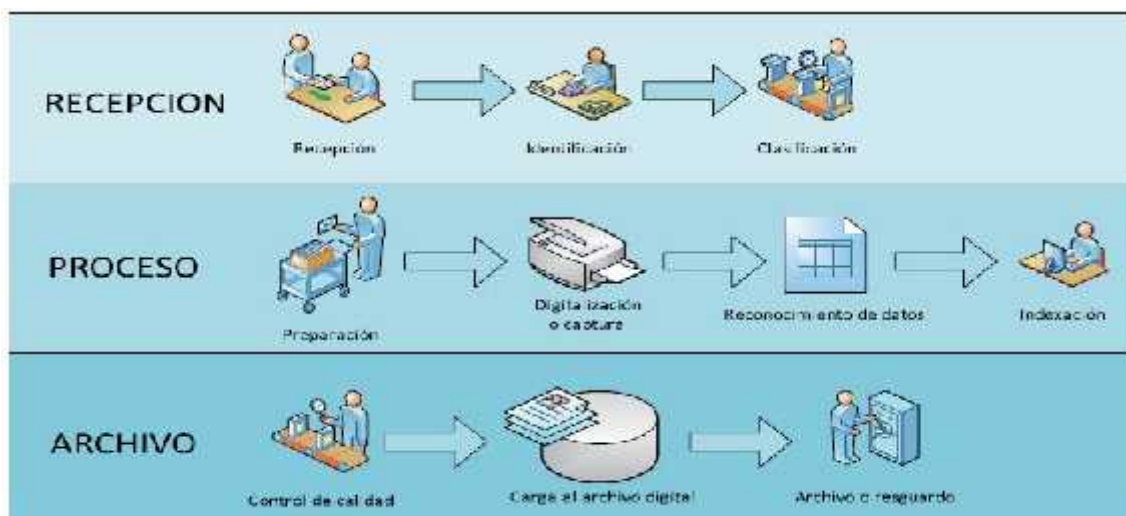 RECEPCION
Recepción
Identificación
Clasificación
PROCESO
Preparación
Digitalización
o captura
Reconocimiento de datos
Indexación
ARCHIVO
Control de calidad
Carga al archivo digital
Archivo o resguardo